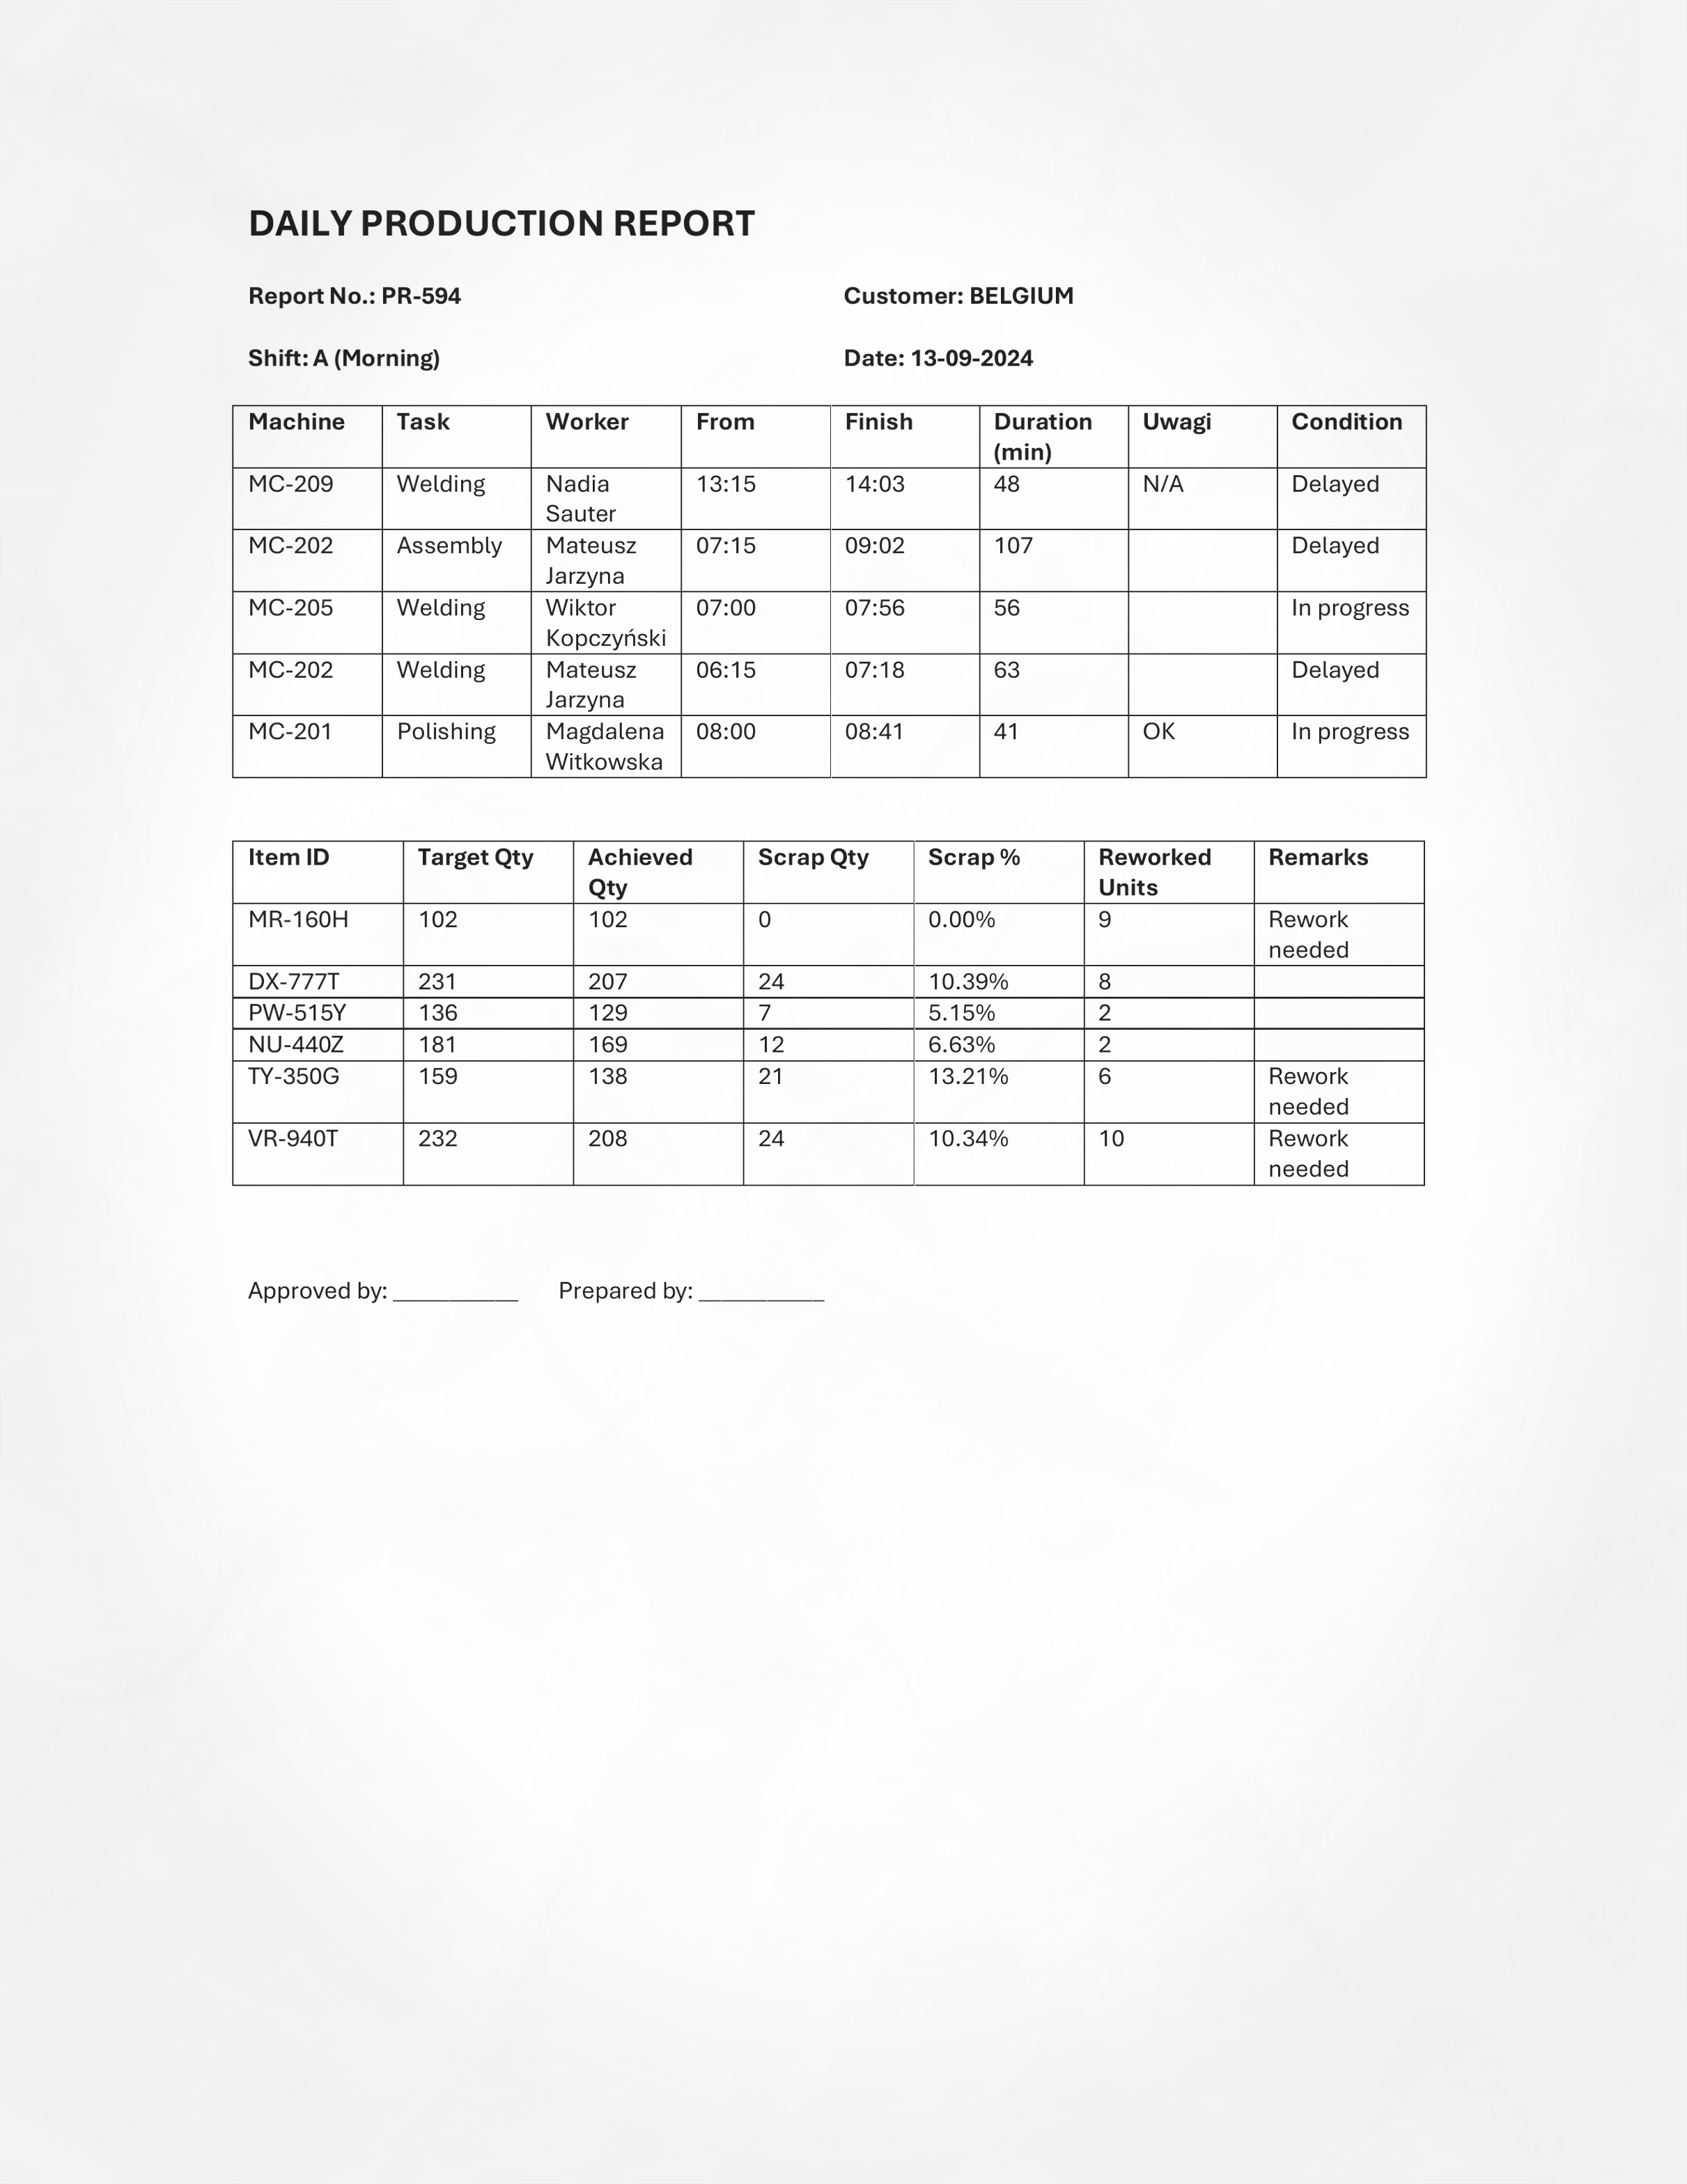 DAILY PRODUCTION REPORT
Report No.: PR-594 Customer: BELGIUM
Shift: A (Morning) Date: 13-09-2024
Machine Task Worker From Finish Duration (min) Uwagi Condition
MC-209 Welding Nadia Sauter 13:15 14:03 48 N/A Delayed
MC-202 Assembly Mateusz Jarzyna 07:15 09:02 107 Delayed
MC-205 Welding Wiktor Kopczyński 07:00 07:56 56 In progress
MC-202 Welding Mateusz Jarzyna 06:15 07:18 63 Delayed
MC-201 Polishing Magdalena Witkowska 08:00 08:41 41 OK In progress
Item ID Target Qty Achieved Qty Scrap Qty Scrap % Reworked Units Remarks
MR-160H 102 102 0 0.00% 9 Rework needed
DX-777T 231 207 24 10.39% 8
PW-515Y 136 129 7 5.15% 2
NU-440Z 181 169 12 6.63% 2
TY-350G 159 138 21 13.21% 6 Rework needed
VR-940T 232 208 24 10.34% 10 Rework needed
Approved by: __________ Prepared by: __________